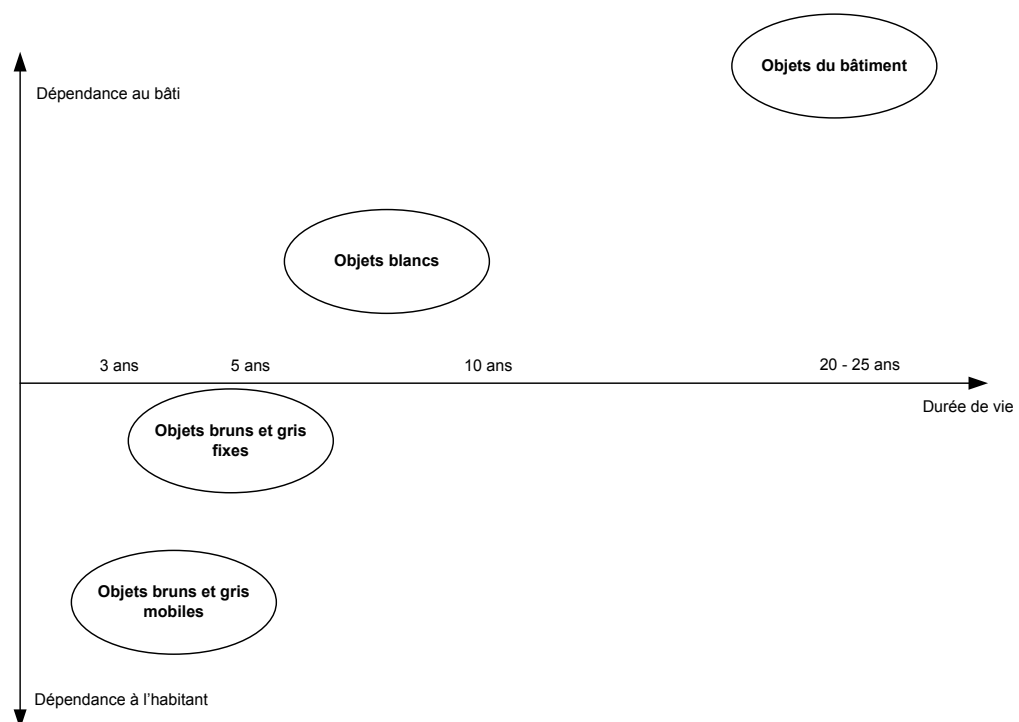 Objets du bâtiment
Dépendance au bâti
Objets blancs
3 ans
5 ans
10 ans
20 - 25 ans
Durée de vie
Objets bruns et gris
fixes
Objets bruns et gris
mobiles
Dépendance à l'habitant